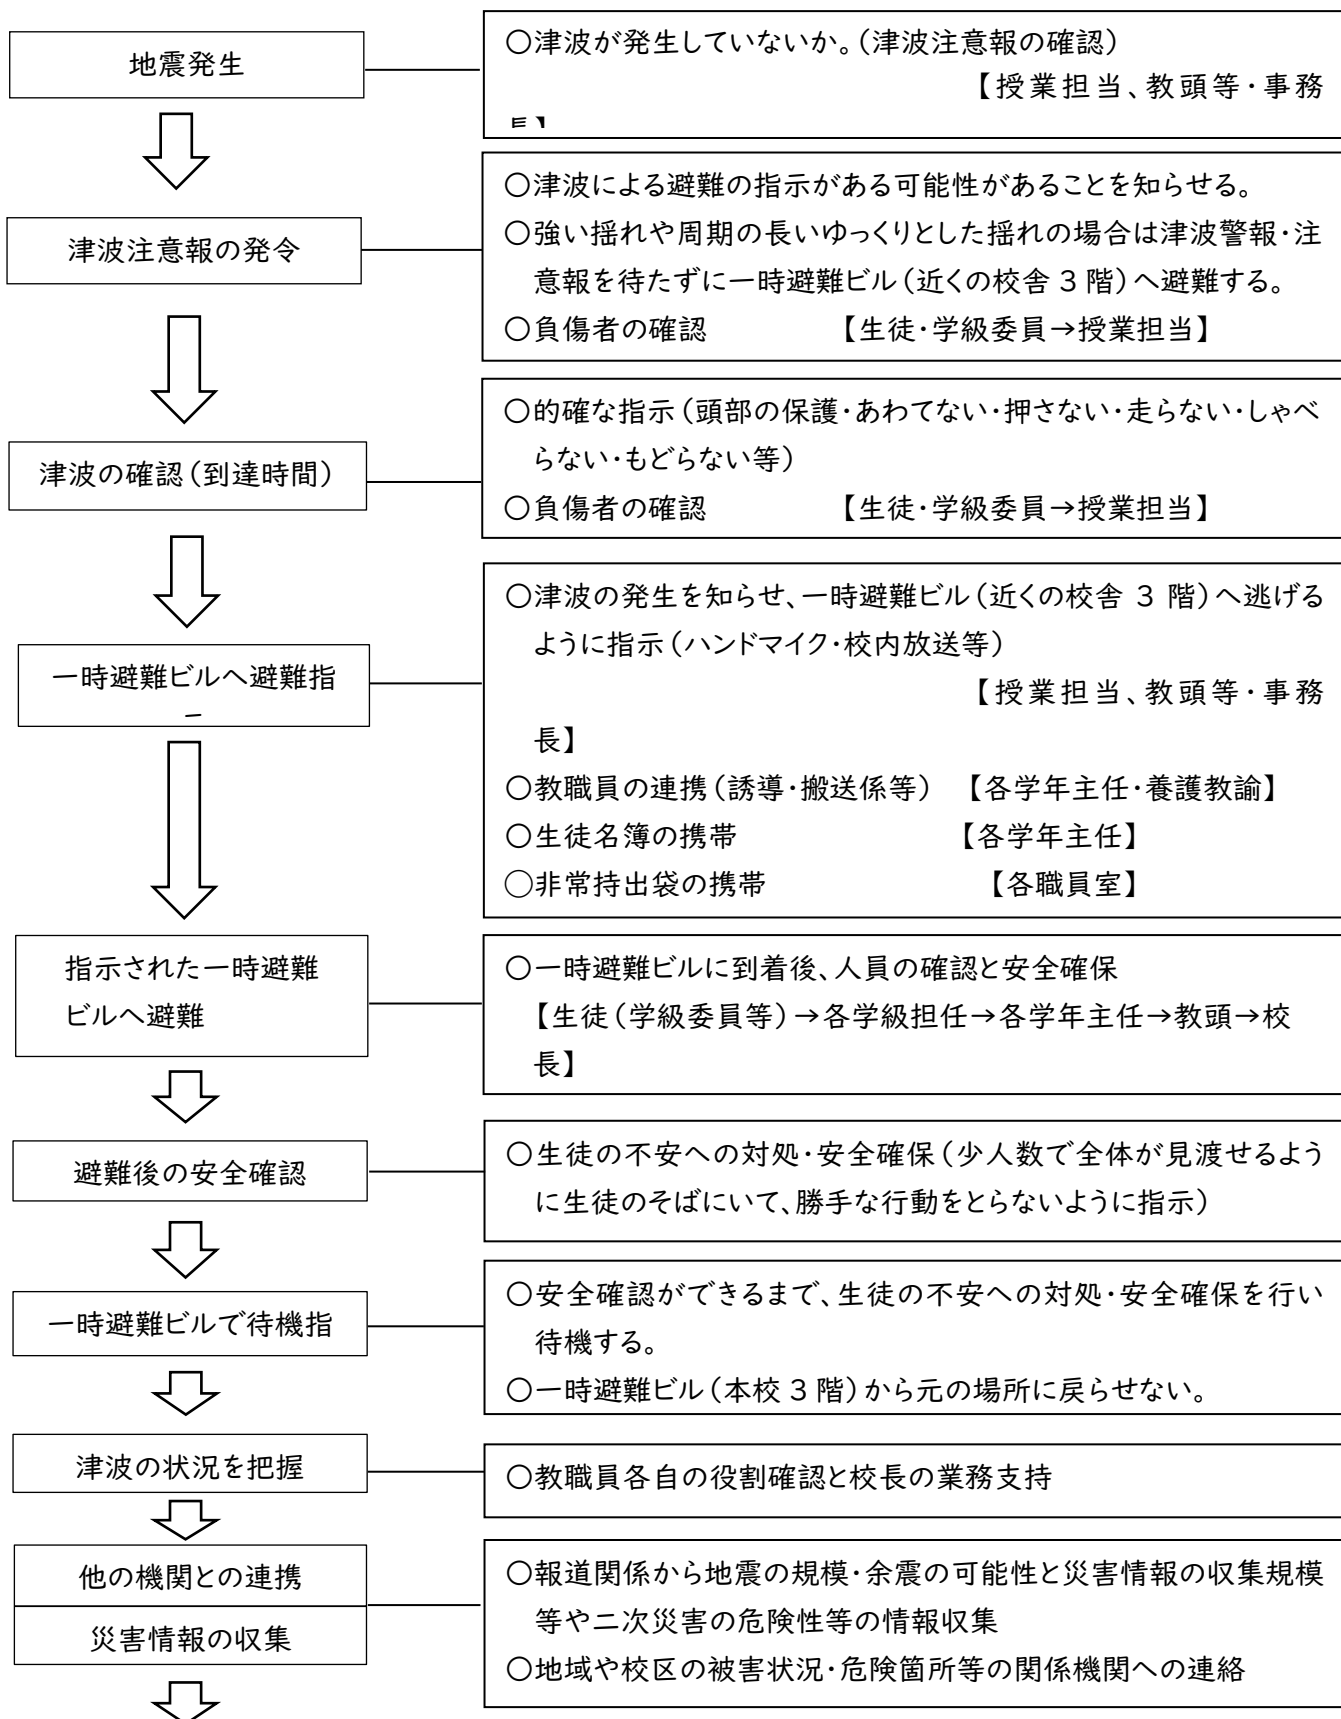 地震発生
〇津波が発生していないか。（津波注意報の確認）
【授業担当、教頭等・事務
長】
津波注意報の発令
〇津波による避難の指示がある可能性があることを知らせる。
〇強い揺れや周期の長いゆっくりとした揺れの場合は津波警報・注
意報を待たずに一時避難ビル（近くの校舎 3 階）へ避難する。
〇負傷者の確認　【生徒・学級委員→授業担当】
津波の確認（到達時間）
〇的確な指示（頭部の保護・あわてない・押さない・走らない・しゃべ
らない・もどらない等）
〇負傷者の確認　【生徒・学級委員→授業担当】
一時避難ビルへ避難指
〇津波の発生を知らせ、一時避難ビル（近くの校舎 3 階）へ逃げる
ように指示（ハンドマイク・校内放送等）
【授業担当、教頭等・事務
長】
〇教職員の連携（誘導・搬送係等）　【各学年主任・養護教諭】
〇生徒名簿の携帯　【各学年主任】
◯非常持出袋の携帯　【各職員室】
指示された一時避難
ビルへ避難
〇一時避難ビルに到着後、人員の確認と安全確保
【生徒（学級委員等）→各学級担任→各学年主任→教頭→校
長】
避難後の安全確認
〇生徒の不安への対処・安全確保（少人数で全体が見渡せるよう
に生徒のそばにいて、勝手な行動をとらないように指示）
一時避難ビルで待機指
〇安全確認ができるまで、生徒の不安への対処・安全確保を行い
待機する。
〇一時避難ビル（本校 3 階）から元の場所に戻らせない。
津波の状況を把握
〇教職員各自の役割確認と校長の業務支持
他の機関との連携
災害情報の収集
〇報道関係から地震の規模・余震の可能性と災害情報の収集規模
等や二次災害の危険性等の情報収集
〇地域や校区の被害状況・危険箇所等の関係機関への連絡